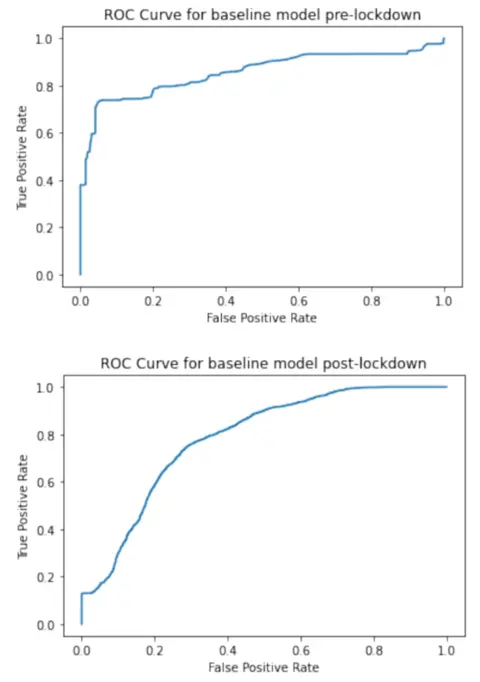 ROC Curve for baseline model pre-lockdown
1.0
0.8
0.6
0.4
0.2
0.0
True Positive Rate
0.0 0.2 0.4 0.6 0.8 1.0
False Positive Rate
ROC Curve for baseline model post-lockdown
1.0
0.8
0.6
0.4
0.2
0.0
True Positive Rate
0.0 0.2 0.4 0.6 0.8 1.0
False Positive Rate